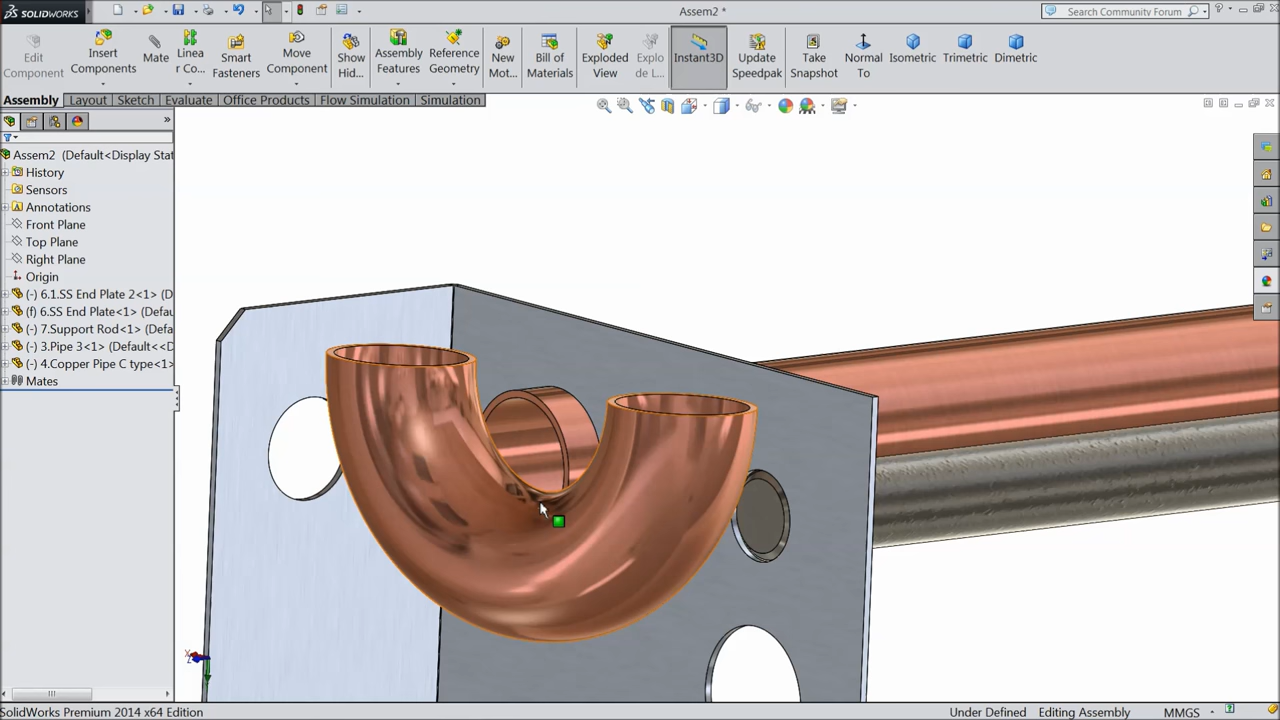 SOLIDWORKS
Assem2 *
Search Community Forum
Edit Component
Insert Components
Mate
Linea r Co...
Smart Fasteners
Move Component
Show Hid...
Assembly Features
Reference Geometry
New Mot...
Bill of Materials
Exploded View
Explo de L...
Instant3D
Update Speedpak
Take Snapshot
Normal To
Isometric
Trimetric
Dimetric
Assembly
Layout
Sketch
Evaluate
Office Products
Flow Simulation
Simulation
Assem2 (Default<Display Stat
History
Sensors
Annotations
Front Plane
Top Plane
Right Plane
Origin
(-) 6.1.SS End Plate 2<1> (D
(f) 6.SS End Plate<1> (Defau
(-) 7.Support Rod<1> (Defa
(-) 3.Pipe 3<1> (Default<<D
(-) 4.Copper Pipe C type<1>
Mates
SolidWorks Premium 2014 x64 Edition
Under Defined
Editing Assembly
MMGS